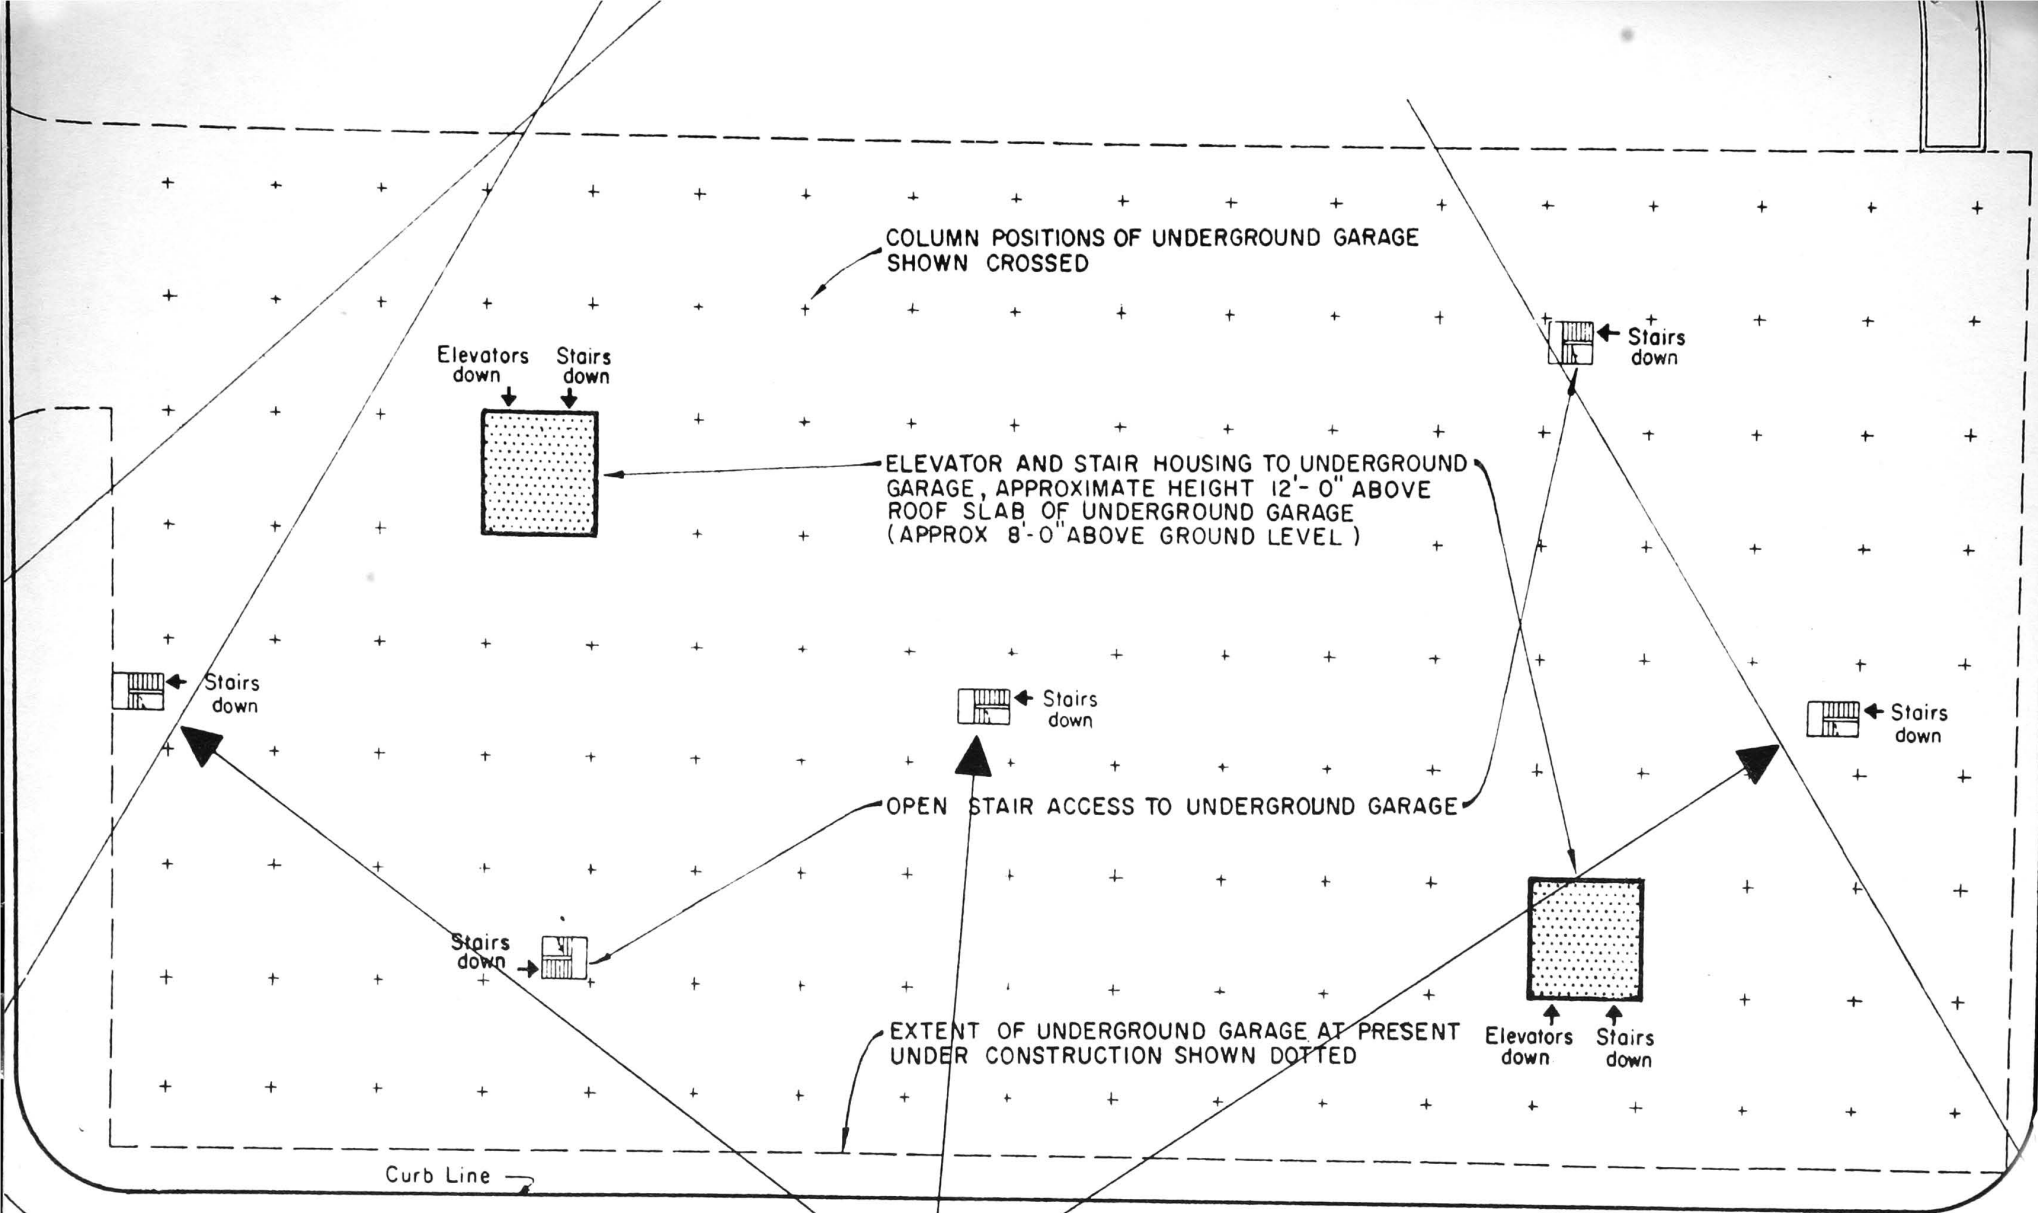 COLUMN POSITIONS OF UNDERGROUND GARAGE
SHOWN CROSSED
Elevators
down
Stairs
down
Stairs
down
ELEVATOR AND STAIR HOUSING TO UNDERGROUND
GARAGE, APPROXIMATE HEIGHT 12'-0" ABOVE
ROOF SLAB OF UNDERGROUND GARAGE
(APPROX 8'-0" ABOVE GROUND LEVEL)
Stairs
down
Stairs
down
Stairs
down
OPEN STAIR ACCESS TO UNDERGROUND GARAGE
Stairs
down
EXTENT OF UNDERGROUND GARAGE AT PRESENT
UNDER CONSTRUCTION SHOWN DOTTED
Elevators
down
Stairs
down
Curb Line